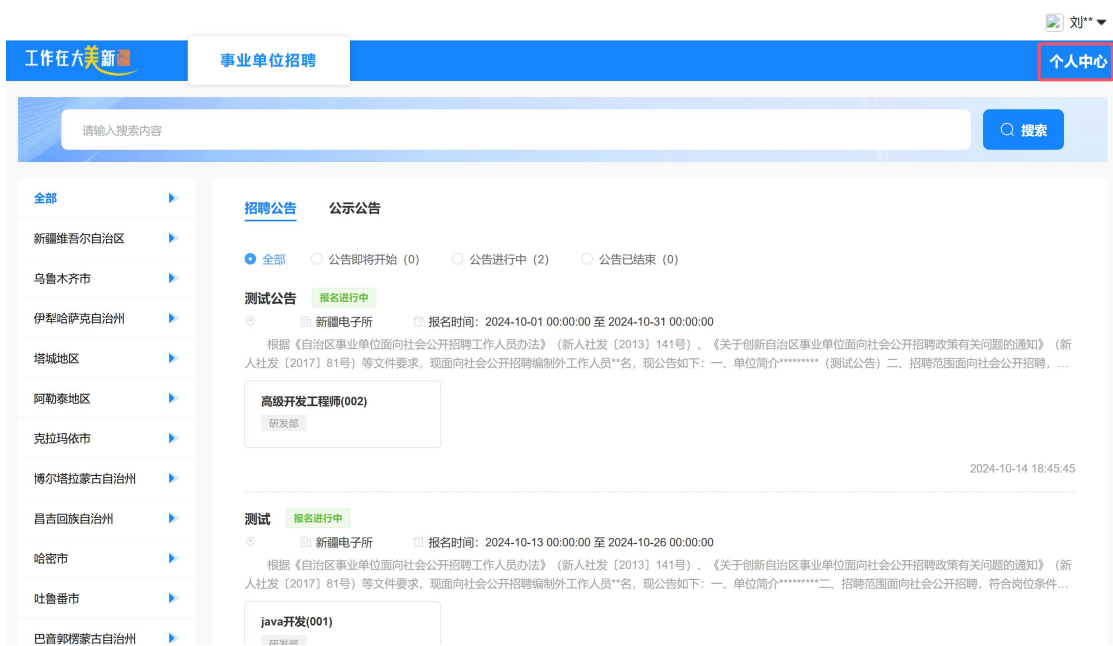 刘**
工作在大美新疆
事业单位招聘
个人中心
请输入搜索内容
搜索
全部
新疆维吾尔自治区
乌鲁木齐市
伊犁哈萨克自治州
塔城地区
阿勒泰地区
克拉玛依市
博尔塔拉蒙古自治州
昌吉回族自治州
哈密市
吐鲁番市
巴音郭楞蒙古自治州
招聘公告 公示公告
全部 公告即将开始（0） 公告进行中（2） 公告已结束（0）
测试公告 报名进行中
新疆电子所 报名时间：2024-10-01 00:00:00 至 2024-10-31 00:00:00
根据《自治区事业单位面向社会公开招聘工作人员办法》（新人社发〔2013〕141号）、《关于创新自治区事业单位面向社会公开招聘政策有关问题的通知》（新
人社发〔2017〕81号）等文件要求，现面向社会公开招聘编制外工作人员**名，现公告如下：一、单位简介*********（测试公告）二、招聘范围面向社会公开招聘，...
高级开发工程师(002)
研发部
2024-10-14 18:45:45
测试 报名进行中
新疆电子所 报名时间：2024-10-13 00:00:00 至 2024-10-26 00:00:00
根据《自治区事业单位面向社会公开招聘工作人员办法》（新人社发〔2013〕141号）、《关于创新自治区事业单位面向社会公开招聘政策有关问题的通知》（新
人社发〔2017〕81号）等文件要求，现面向社会公开招聘编制外工作人员**名，现公告如下：一、单位简介*********二、招聘范围面向社会公开招聘，符合岗位条件...
java开发(001)
研发部